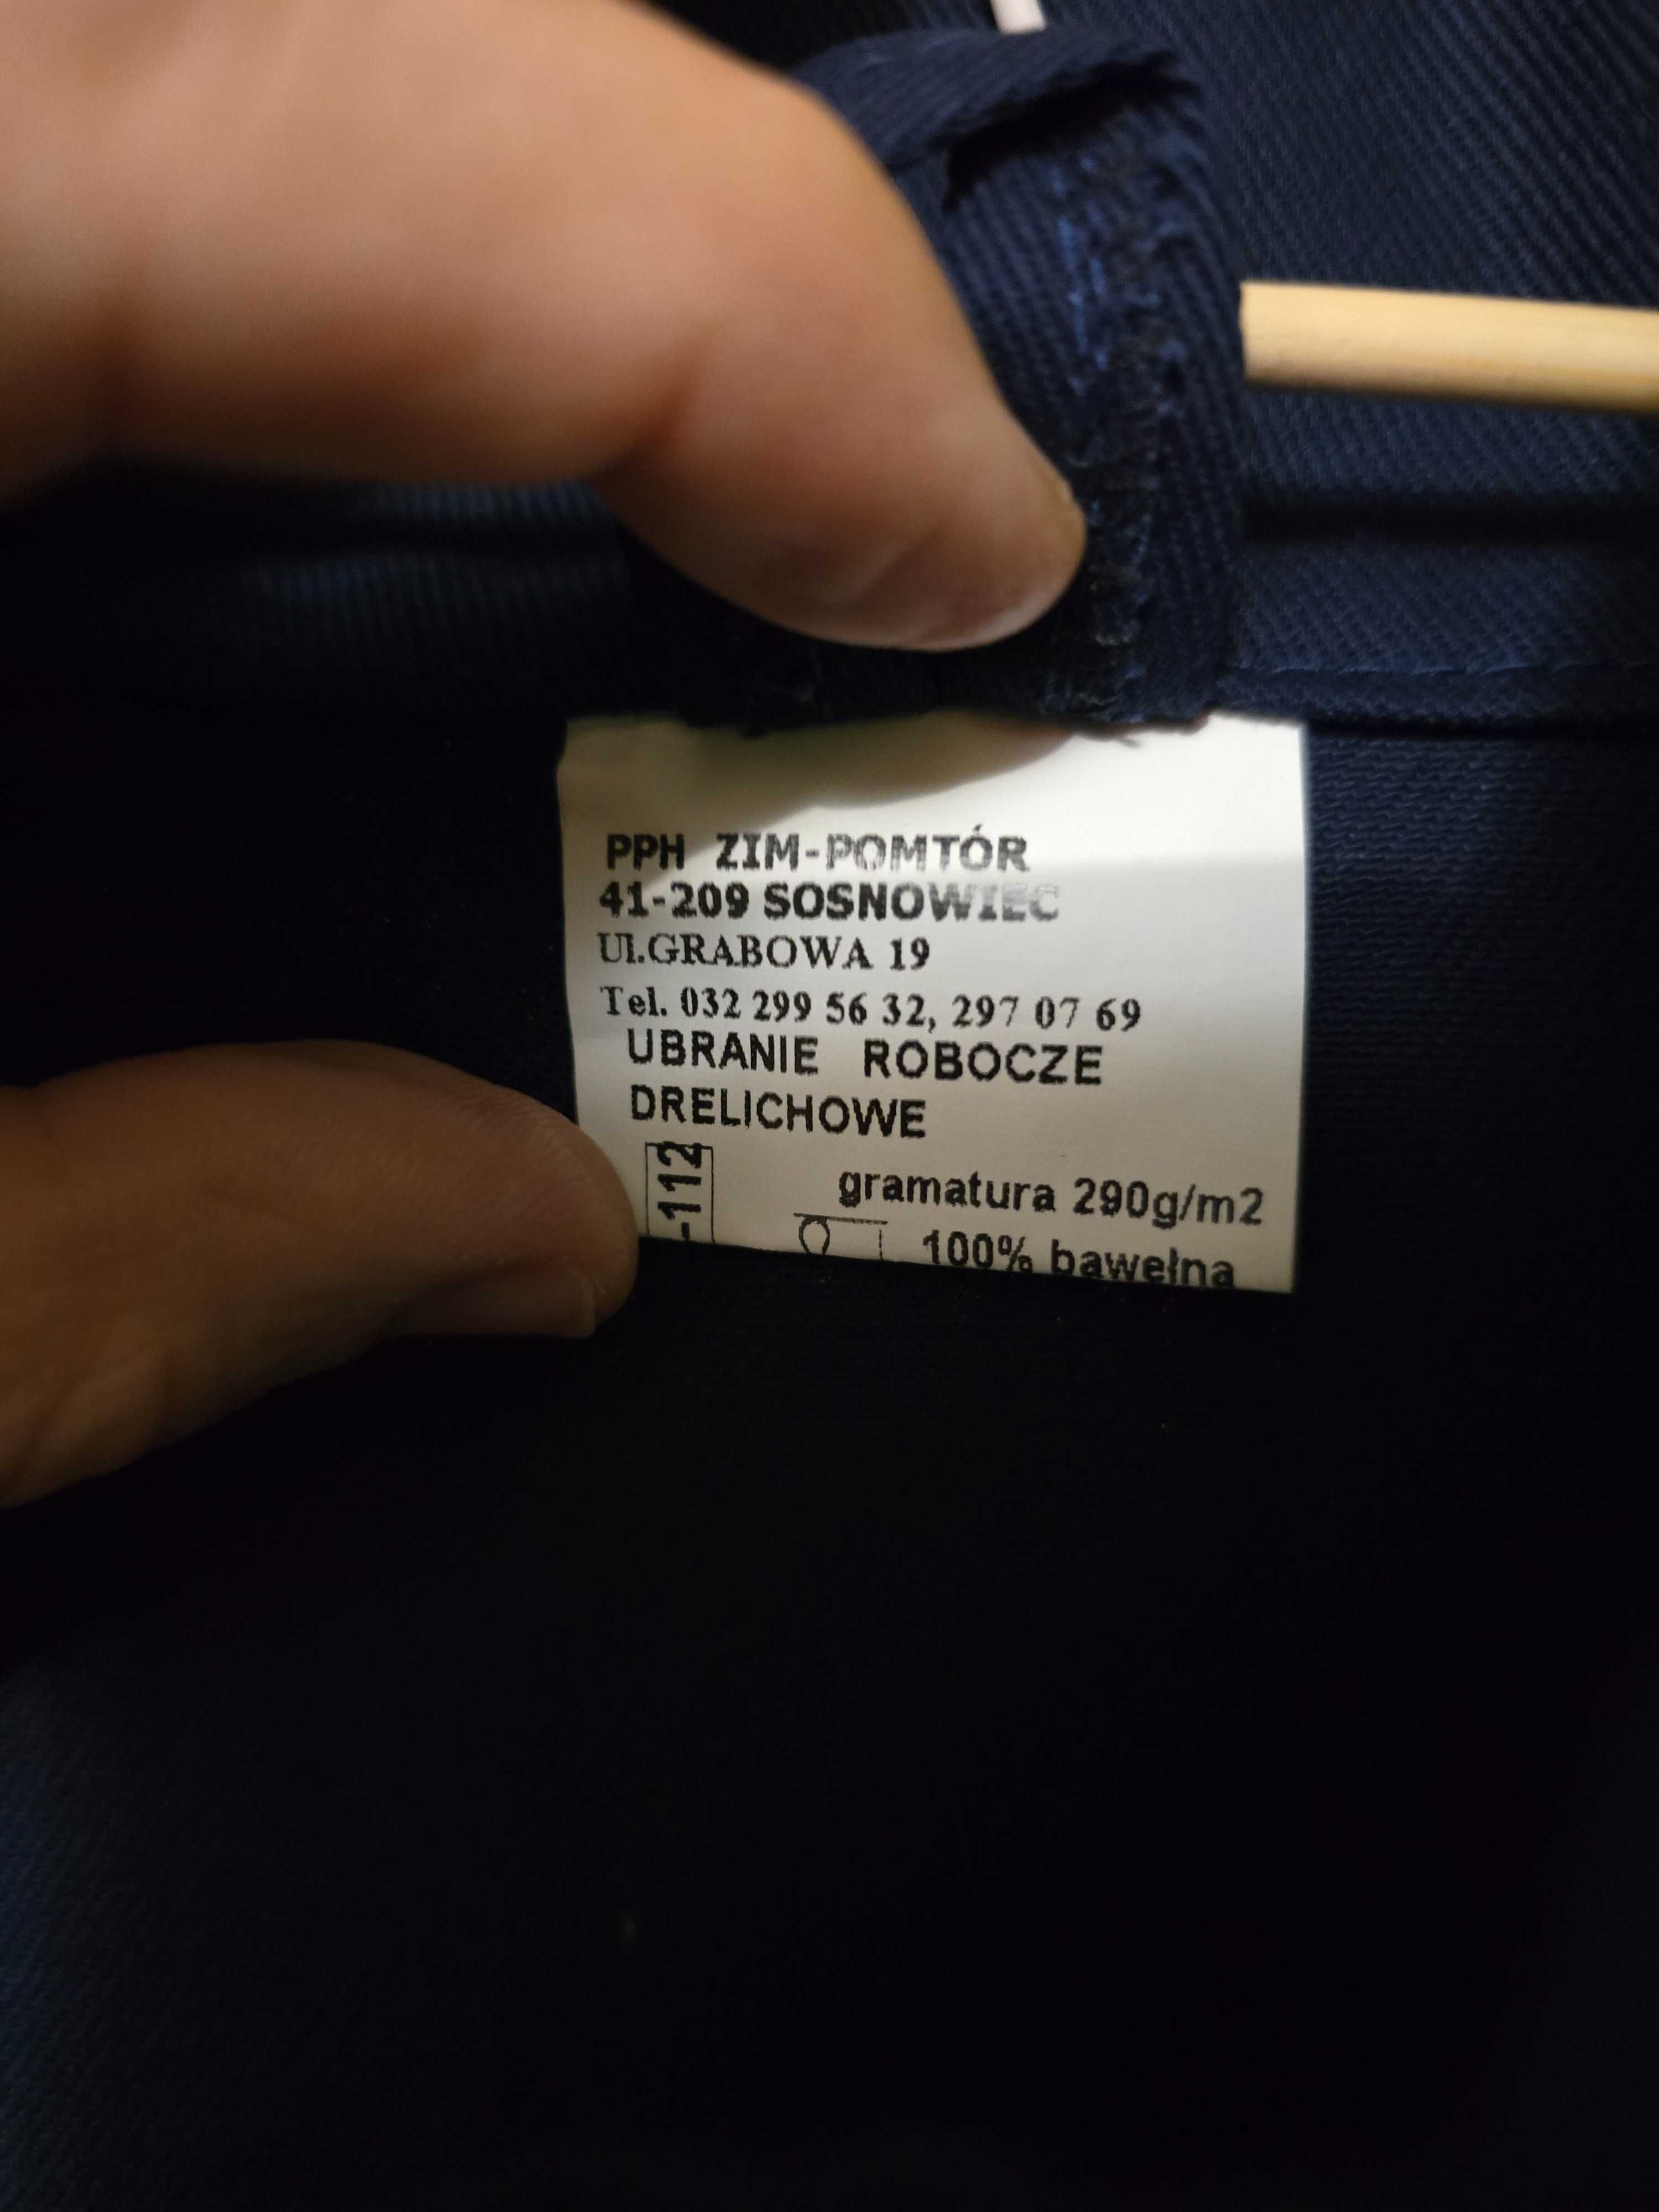 PPH ZIM-POMTÓR
41-209 SOSNOWIEC
Ul.GRABOWA 19
Tel. 032 299 56 32, 297 07 69
UBRANIE ROBOCZE
DRELICHOWE
-112
gramatura 290g/m2
100% bawełna